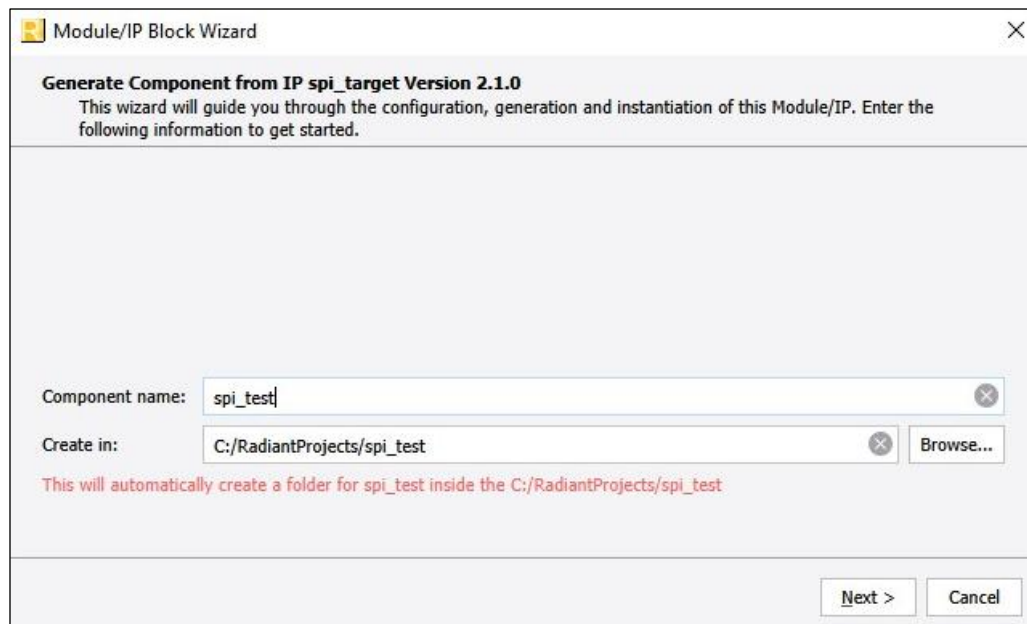 Module/IP Block Wizard
Generate Component from IP spi_target Version 2.1.0
This wizard will guide you through the configuration, generation and instantiation of this Module/IP. Enter the
following information to get started.
Component name: spi_test
Create in: C:/RadiantProjects/spi_test Browse...
This will automatically create a folder for spi_test inside the C:/RadiantProjects/spi_test
Next > Cancel